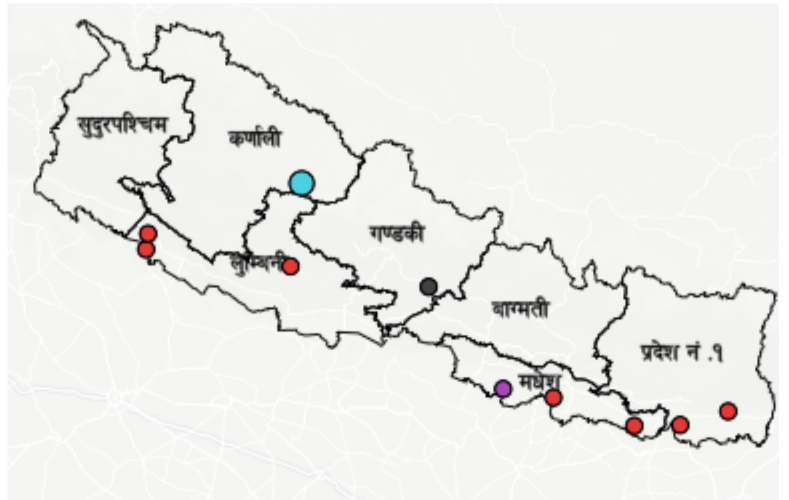 सुदुरपश्चिम
कर्णाली
गण्डकी
लुम्बिनी
बाग्मती
प्रदेश नं .१
मधेश